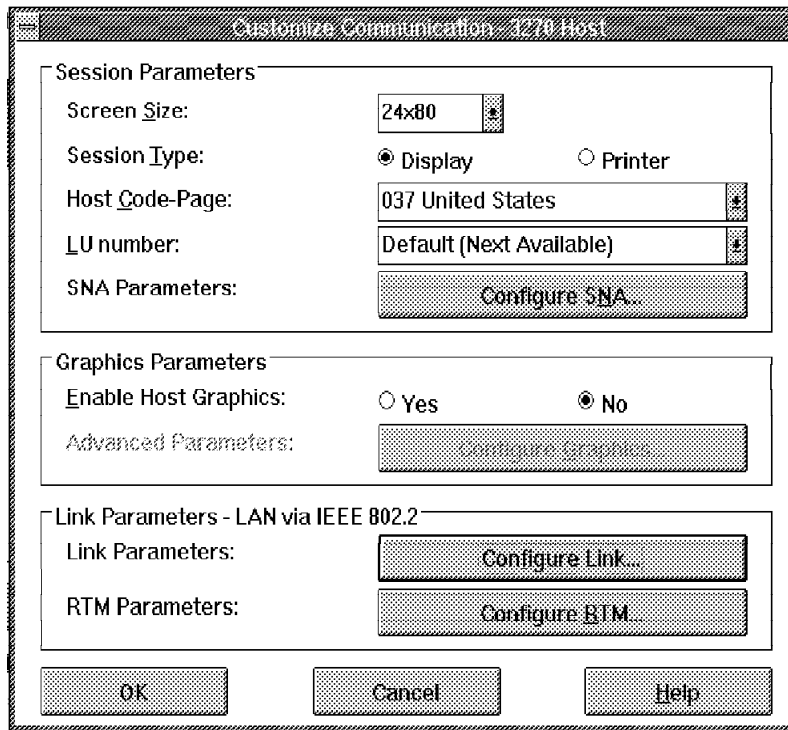 Customize Communication - 3270 Host
Session Parameters
Screen Size: 24x80
Session Type: Display Printer
Host Code-Page: 037 United States
LU number: Default (Next Available)
SNA Parameters: Configure SNA...
Graphics Parameters
Enable Host Graphics: Yes No
Advanced Parameters: Configure Graphics...
Link Parameters - LAN via IEEE 802.2
Link Parameters: Configure Link...
RTM Parameters: Configure RTM...
OK Cancel Help